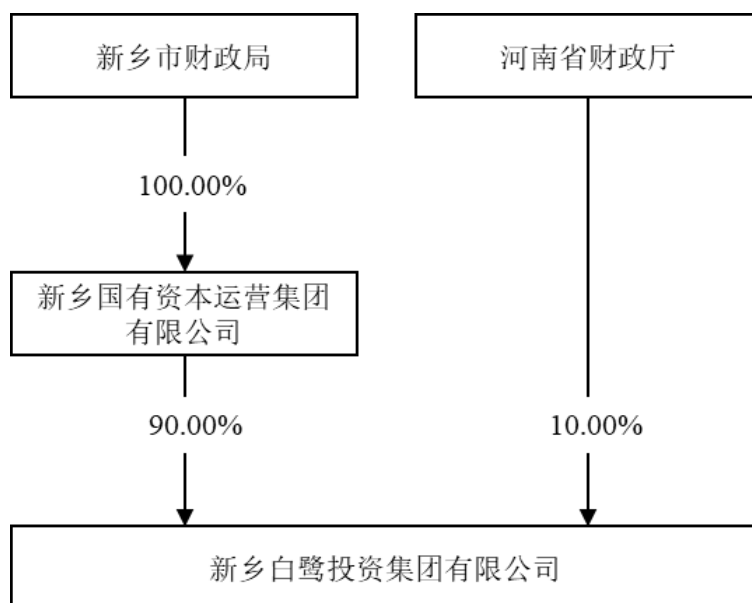 新乡市财政局
河南省财政厅
100.00%
新乡国有资本运营集团
有限公司
90.00%
10.00%
新乡白鹭投资集团有限公司